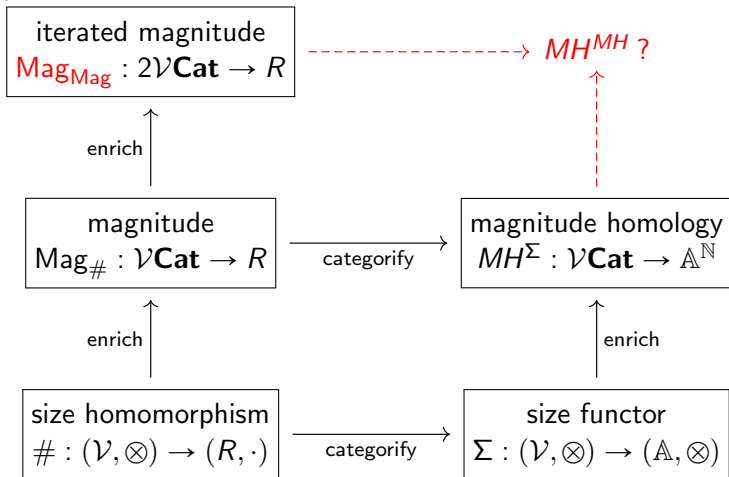 iterated magnitude
Mag_Mag : 2𝒱Cat → R
MH^MH ?
enrich
magnitude
Mag_# : 𝒱Cat → R
categorify
magnitude homology
MH^Σ : 𝒱Cat → 𝔸^ℕ
enrich
enrich
size homomorphism
# : (𝒱, ⊗) → (R, ·)
categorify
size functor
Σ : (𝒱, ⊗) → (𝔸, ⊗)